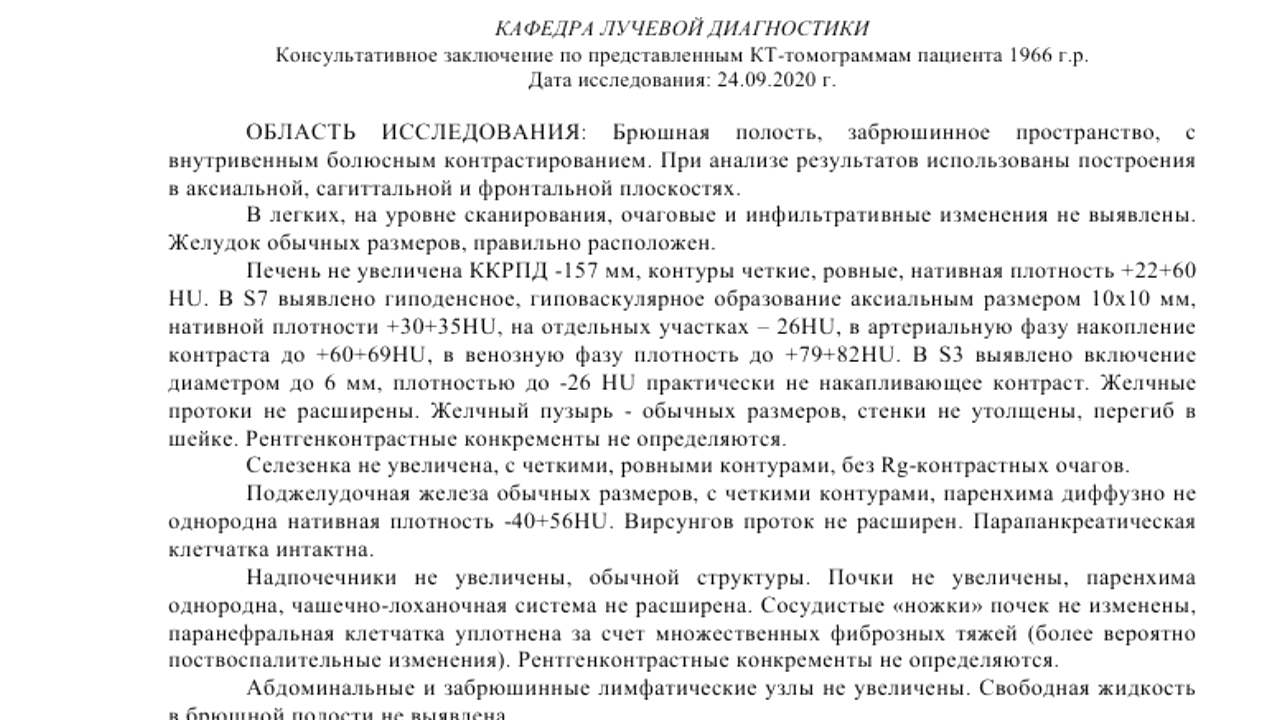 КАФЕДРА ЛУЧЕВОЙ ДИАГНОСТИКИ
Консультативное заключение по представленным КТ-томограммам пациента 1966 г.р.
Дата исследования: 24.09.2020 г.
ОБЛАСТЬ ИССЛЕДОВАНИЯ: Брюшная полость, забрюшинное пространство, с
внутривенным болюсным контрастированием. При анализе результатов использованы построения
в аксиальной, сагиттальной и фронтальной плоскостях.
В легких, на уровне сканирования, очаговые и инфильтративные изменения не выявлены.
Желудок обычных размеров, правильно расположен.
Печень не увеличена ККРПД -157 мм, контуры четкие, ровные, нативная плотность +22+60
HU. В S7 выявлено гиподенсное, гиповаскулярное образование аксиальным размером 10х10 мм,
нативной плотности +30+35HU, на отдельных участках – 26HU, в артериальную фазу накопление
контраста до +60+69HU, в венозную фазу плотность до +79+82HU. В S3 выявлено включение
диаметром до 6 мм, плотностью до -26 HU практически не накапливающее контраст. Желчные
протоки не расширены. Желчный пузырь - обычных размеров, стенки не утолщены, перегиб в
шейке. Рентгенконтрастные конкременты не определяются.
Селезенка не увеличена, с четкими, ровными контурами, без Rg-контрастных очагов.
Поджелудочная железа обычных размеров, с четкими контурами, паренхима диффузно не
однородна нативная плотность -40+56HU. Вирсунгов проток не расширен. Парапанкреатическая
клетчатка интактна.
Надпочечники не увеличены, обычной структуры. Почки не увеличены, паренхима
однородна, чашечно-лоханочная система не расширена. Сосудистые «ножки» почек не изменены,
паранефральная клетчатка уплотнена за счет множественных фиброзных тяжей (более вероятно
поствоспалительные изменения). Рентгенконтрастные конкременты не определяются.
Абдоминальные и забрюшинные лимфатические узлы не увеличены. Свободная жидкость
в брюшной полости не выявлена.